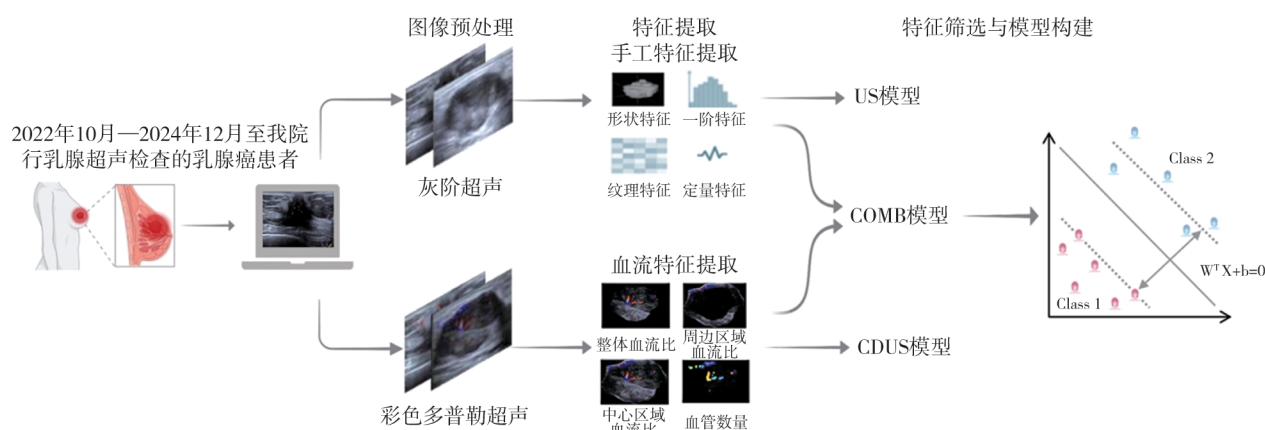 图像预处理
特征提取
手工特征提取
特征筛选与模型构建
2022年10月—2024年12月至我院
行乳腺超声检查的乳腺癌患者
灰阶超声
形状特征
一阶特征
纹理特征
定量特征
US模型
COMB模型
Class 2
Class 1
WᵀX+b=0
血流特征提取
整体血流比
周边区域
血流比
中心区域
血流比
血管数量
彩色多普勒超声
CDUS模型